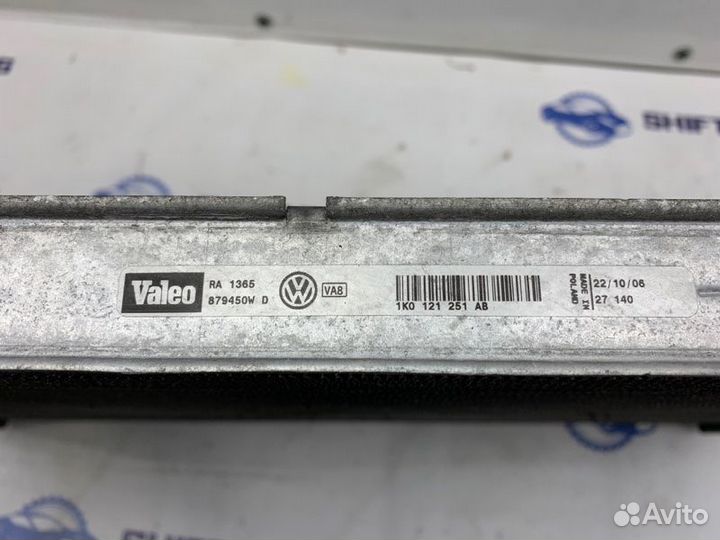 SHIFT
Valeo
RA 1365
879450W D
VW
VA8
1K0 121 251 AB
MADE IN
POLAND
22/10/06
27 140
Avito